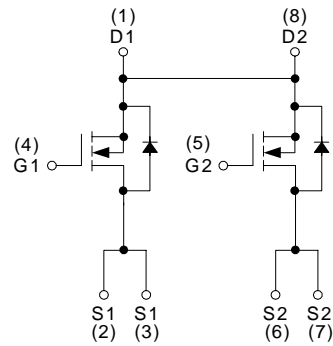 (1) (8)
D1 D2
(4) (5)
G1 G2
S1 S1 S2 S2
(2) (3) (6) (7)